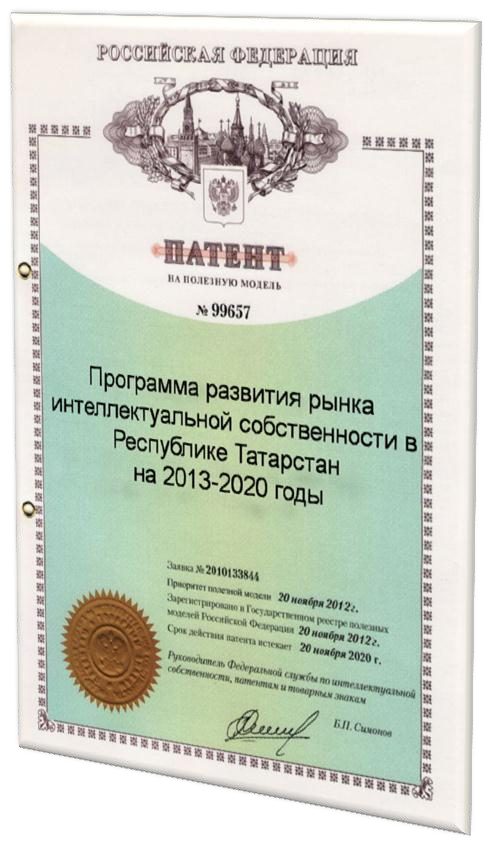 РОССИЙСКАЯ ФЕДЕРАЦИЯ
ПАТЕНТ
НА ПОЛЕЗНУЮ МОДЕЛЬ
№ 99657
Программа развития рынка
интеллектуальной собственности в
Республике Татарстан
на 2013-2020 годы
Заявка № 2010133844
Приоритет полезной модели 20 ноября 2012г.
Зарегистрировано в Государственном реестре полезных
моделей Российской Федерации 20 ноября 2012г.
Срок действия патента истекает 20 ноября 2020 г.
Руководитель Федеральной службы по интеллектуальной
собственности, патентам и товарным знакам
Б.П. Симонов